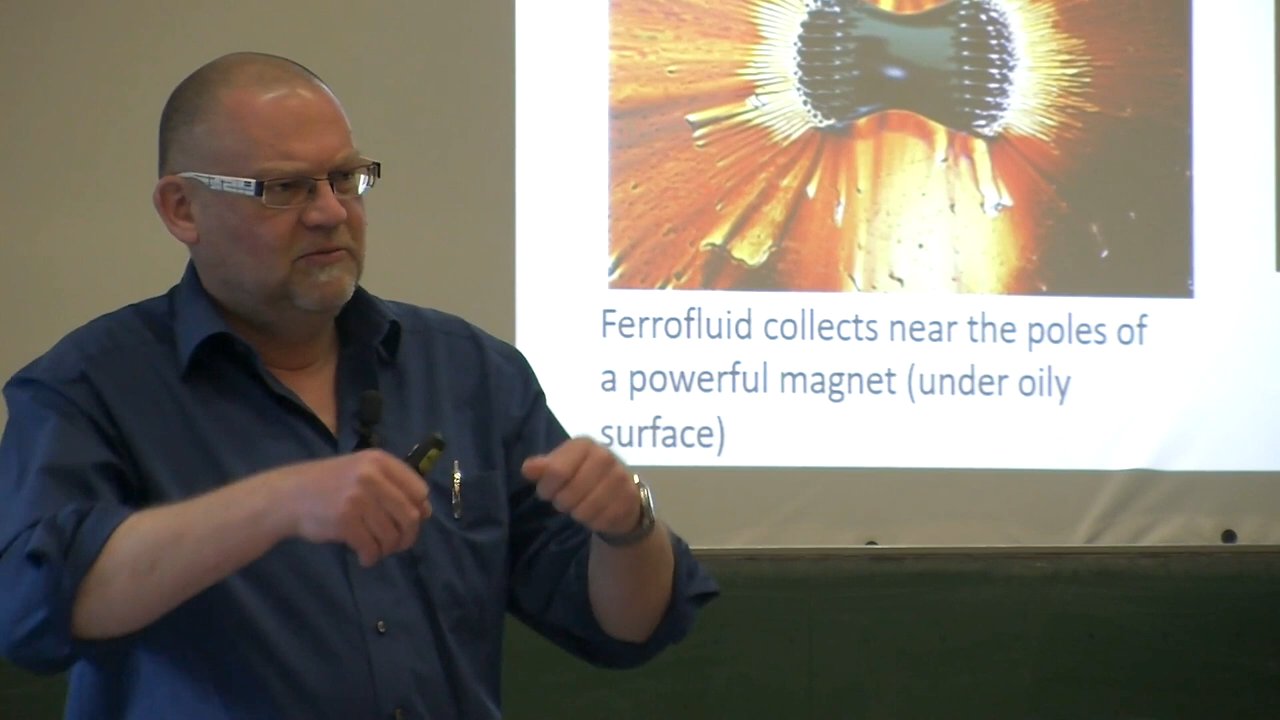 Ferrofluid collects near the poles of
a powerful magnet (under oily
surface)